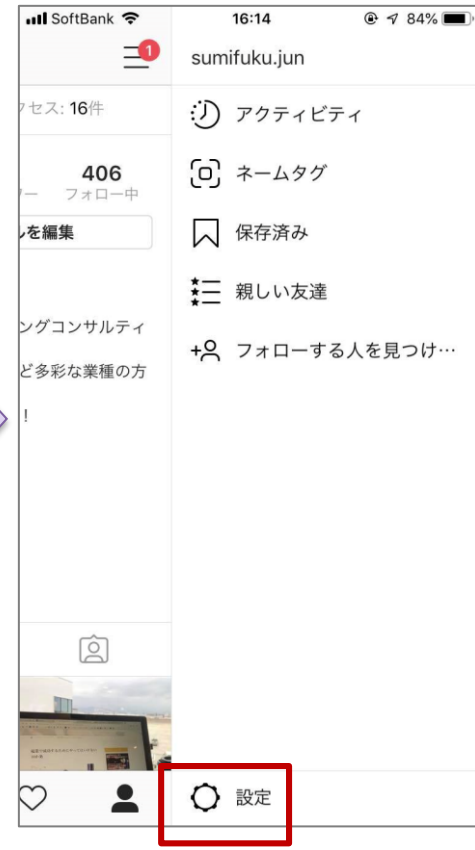 SoftBank 16:14 84%
1 sumifuku.jun
クセス: 16件
アクティビティ
406
ー フォロー中
ネームタグ
ルを編集
保存済み
親しい友達
ングコンサルティ
フォローする人を見つけ…
ど多彩な業種の方
!
設定